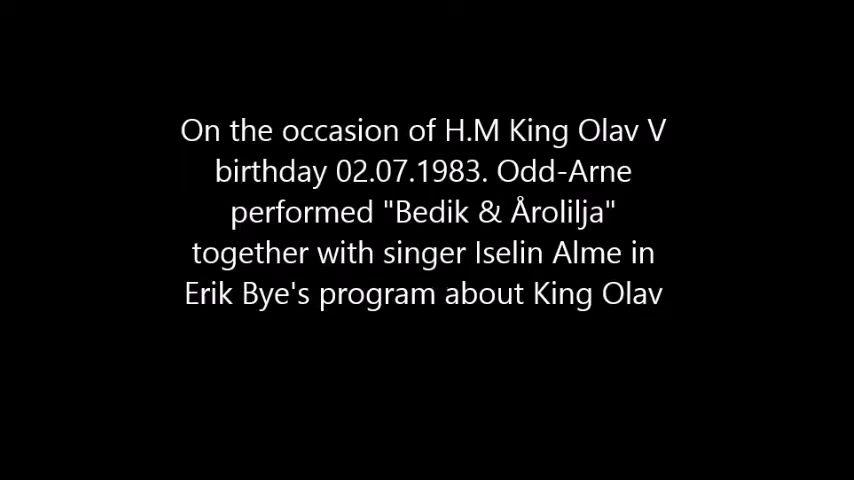 On the occasion of H.M King Olav V
birthday 02.07.1983. Odd-Arne
performed "Bedik & Årolilja"
together with singer Iselin Alme in
Erik Bye's program about King Olav